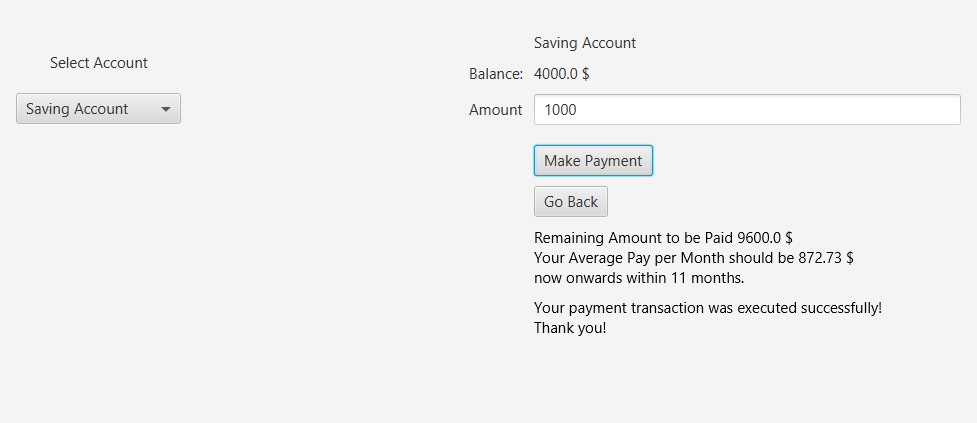 Select Account
Saving Account
Saving Account
Balance: 4000.0 $
Amount 1000
Make Payment
Go Back
Remaining Amount to be Paid 9600.0 $
Your Average Pay per Month should be 872.73 $
now onwards within 11 months.
Your payment transaction was executed successfully!
Thank you!